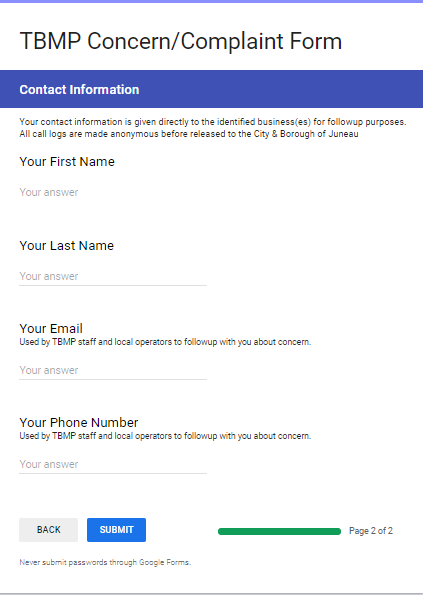 TBMP Concern/Complaint Form
Contact Information
Your contact information is given directly to the identified business(es) for followup purposes.
All call logs are made anonymous before released to the City & Borough of Juneau
Your First Name
Your answer
Your Last Name
Your answer
Your Email
Used by TBMP staff and local operators to followup with you about concern.
Your answer
Your Phone Number
Used by TBMP staff and local operators to followup with you about concern.
Your answer
BACK SUBMIT Page 2 of 2
Never submit passwords through Google Forms.